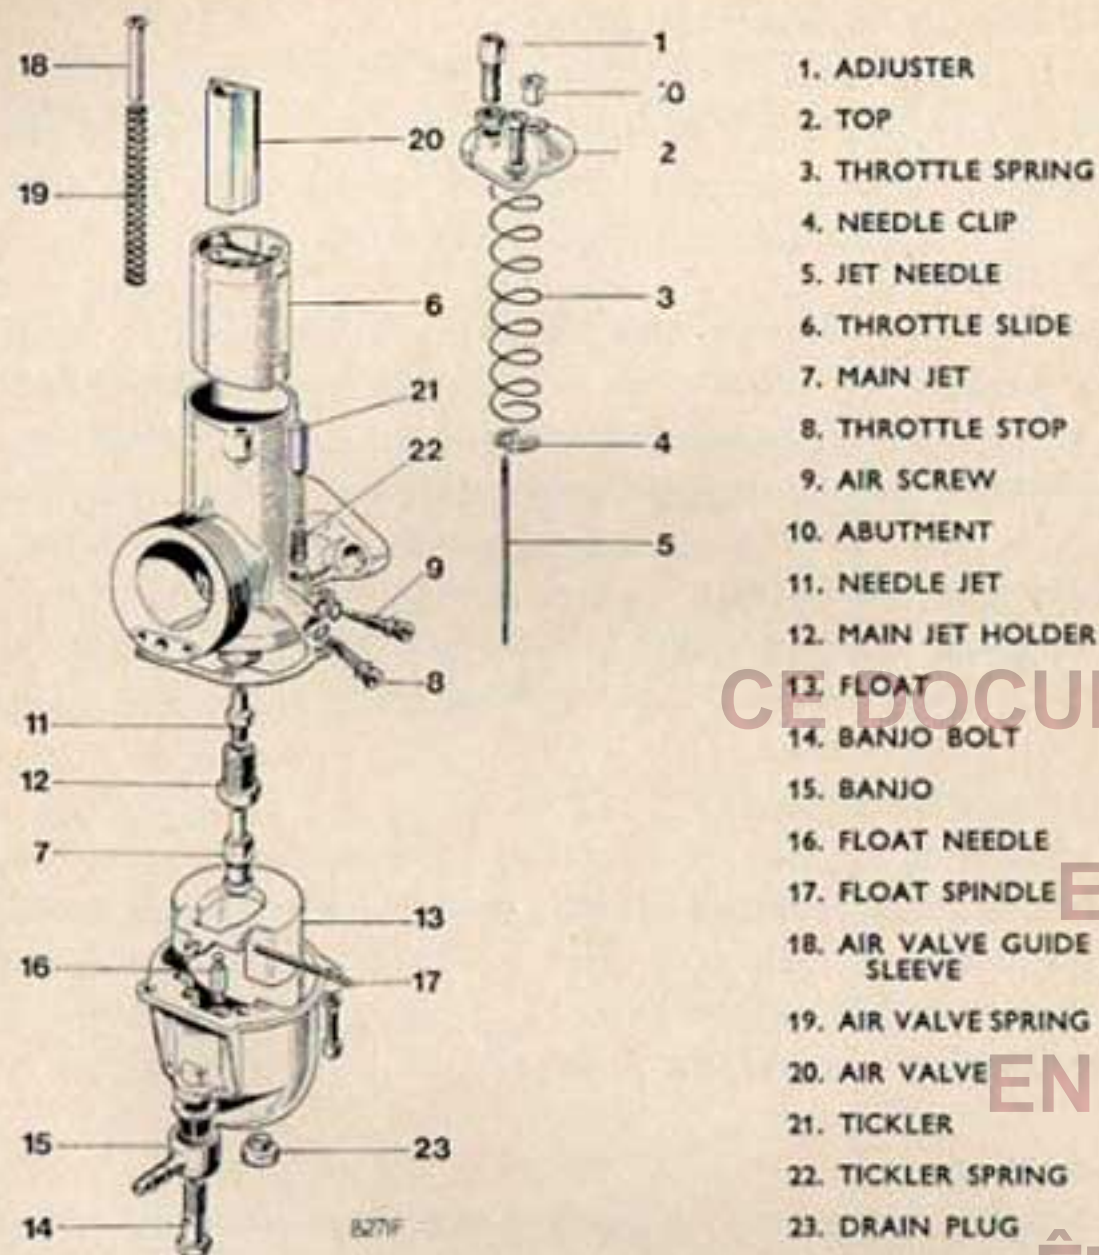 18
19
20
6
21
22
9
8
11
12
7
13
16
17
15
23
14
B271F
1
10
2
3
4
5
1. ADJUSTER
2. TOP
3. THROTTLE SPRING
4. NEEDLE CLIP
5. JET NEEDLE
6. THROTTLE SLIDE
7. MAIN JET
8. THROTTLE STOP
9. AIR SCREW
10. ABUTMENT
11. NEEDLE JET
12. MAIN JET HOLDER
13. FLOAT
14. BANJO BOLT
15. BANJO
16. FLOAT NEEDLE
17. FLOAT SPINDLE
18. AIR VALVE GUIDE
SLEEVE
19. AIR VALVE SPRING
20. AIR VALVE
21. TICKLER
22. TICKLER SPRING
23. DRAIN PLUG
CE DOCU
E
EN